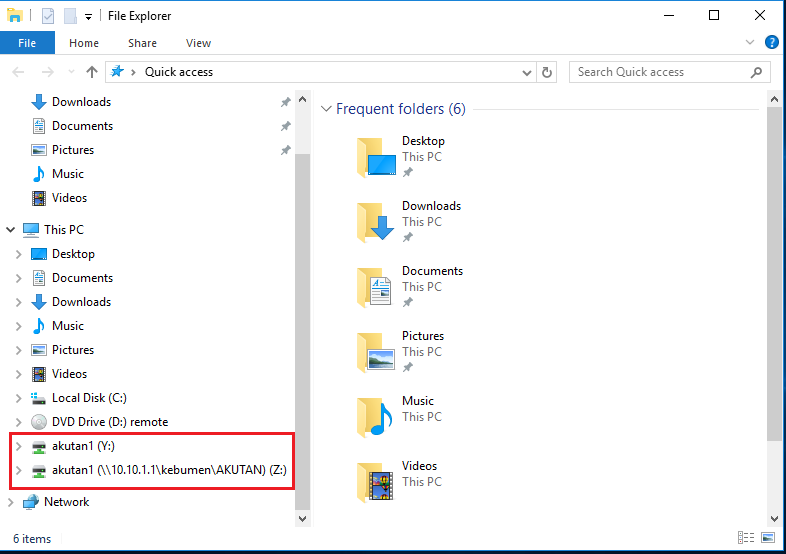 File Explorer
File Home Share View
Quick access Search Quick access
Downloads
Documents
Pictures
Music
Videos
This PC
Desktop
Documents
Downloads
Music
Pictures
Videos
Local Disk (C:)
DVD Drive (D:) remote
akutan1 (Y:)
akutan1 (\\10.10.1.1\kebumen\AKUTAN) (Z:)
Network
Frequent folders (6)
Desktop
This PC
Downloads
This PC
Documents
This PC
Pictures
This PC
Music
This PC
Videos
This PC
6 items